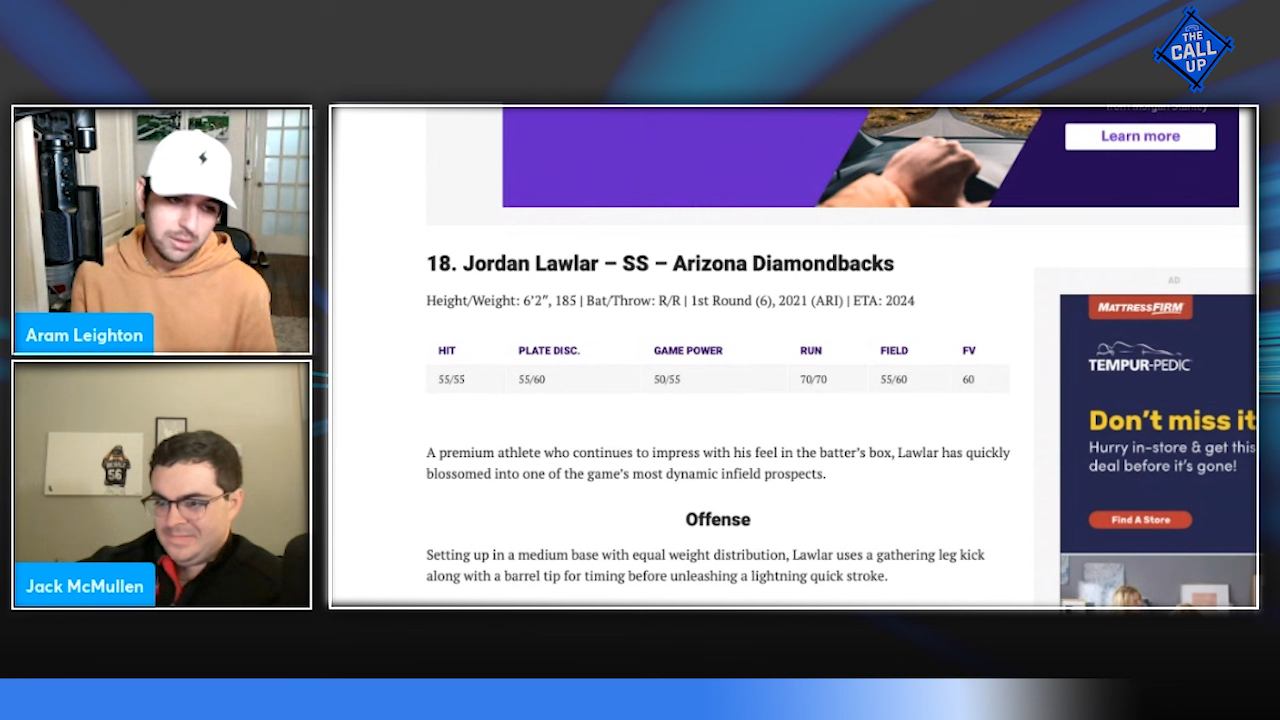 THE
CALL
UP
Learn more
18. Jordan Lawlar – SS – Arizona Diamondbacks
Height/Weight: 6'2″, 185 | Bat/Throw: R/R | 1st Round (6), 2021 (ARI) | ETA: 2024
HIT PLATE DISC. GAME POWER RUN FIELD FV
55/55 55/60 50/55 70/70 55/60 60
A premium athlete who continues to impress with his feel in the batter's box, Lawlar has quickly
blossomed into one of the game's most dynamic infield prospects.
Offense
Setting up in a medium base with equal weight distribution, Lawlar uses a gathering leg kick
along with a barrel tip for timing before unleashing a lightning quick stroke.
AD
MATTRESSFIRM
TEMPUR-PEDIC
Don't miss it
Hurry in-store & get this
deal before it's gone!
Find A Store
Aram Leighton
56
Jack McMullen